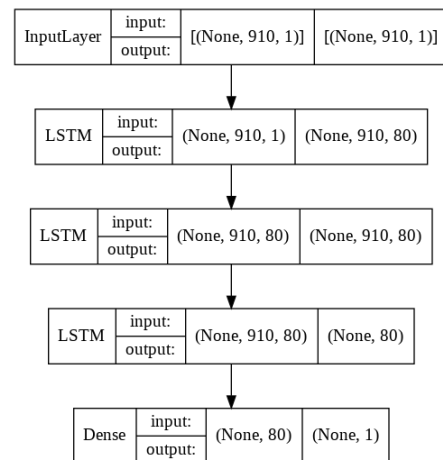 InputLayer input: output: [(None, 910, 1)] [(None, 910, 1)]
LSTM input: output: (None, 910, 1) (None, 910, 80)
LSTM input: output: (None, 910, 80) (None, 910, 80)
LSTM input: output: (None, 910, 80) (None, 80)
Dense input: output: (None, 80) (None, 1)